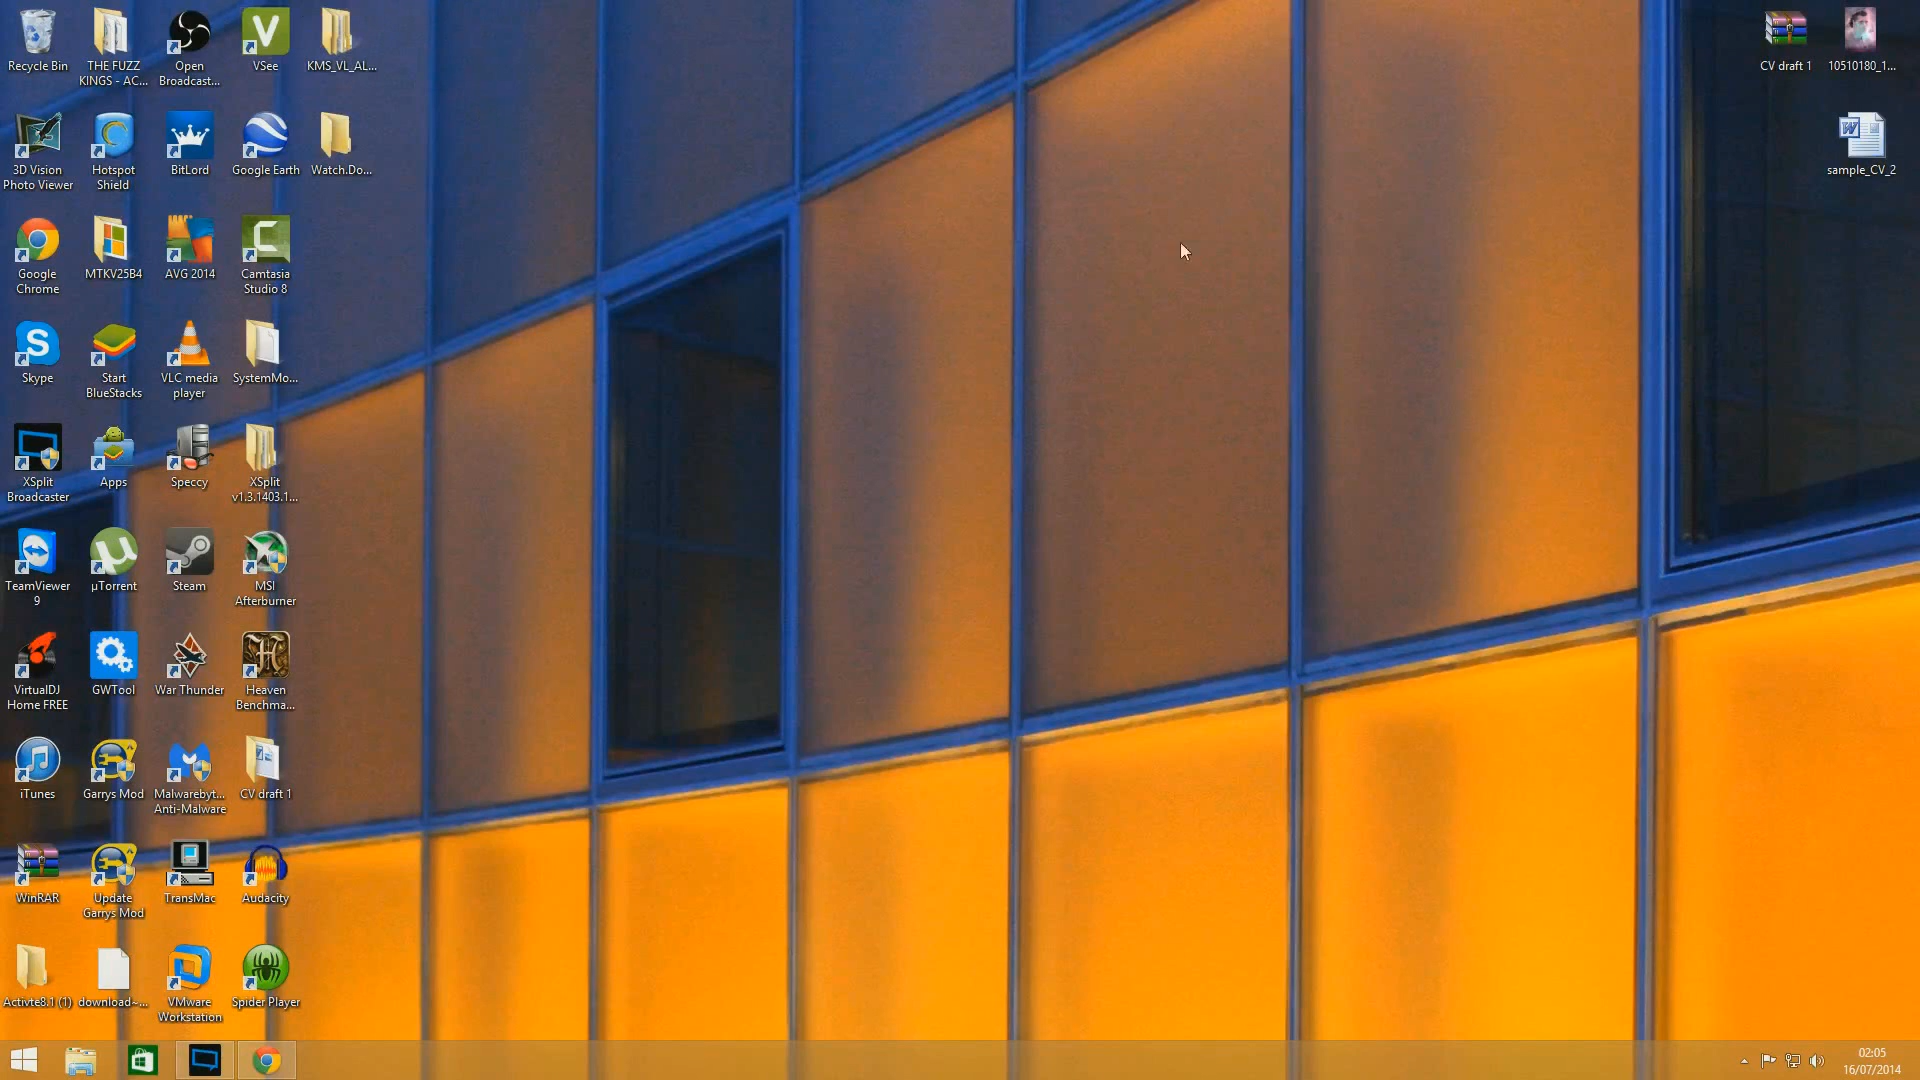 Recycle Bin
THE FUZZ
KINGS - AC...
Open
Broadcast...
VSee
KMS_VL_AL...
CV draft 1
10510180_1...
3D Vision
Photo Viewer
Hotspot
Shield
BitLord
Google Earth
Watch.Do...
sample_CV_2
Google
Chrome
MTKV25B4
AVG 2014
Camtasia
Studio 8
Skype
Start
BlueStacks
VLC media
player
SystemMo...
XSplit
Broadcaster
Apps
Speccy
XSplit
v1.3.1403.1...
TeamViewer
9
µTorrent
Steam
MSI
Afterburner
VirtualDJ
Home FREE
GWTool
War Thunder
Heaven
Benchma...
iTunes
Garrys Mod
Malwarebyt...
Anti-Malware
CV draft 1
WinRAR
Update
Garrys Mod
TransMac
Audacity
Activte8.1 (1)
download~...
VMware
Workstation
Spider Player
02:05
16/07/2014